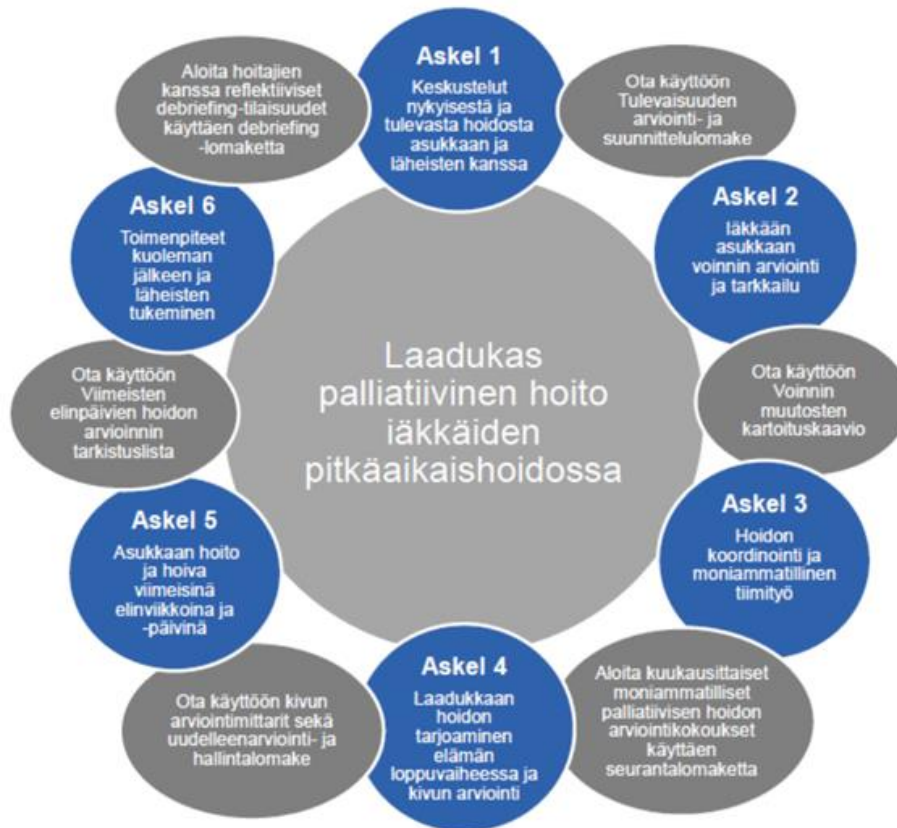 Askel 1
Keskustelut
nykyisestä ja
tulevasta hoidosta
asukkaan ja
läheisten kanssa
Ota käyttöön
Tulevaisuuden
arviointi- ja
suunnittelulomake
Askel 2
Iäkkään
asukkaan
voinnin arviointi
ja tarkkailu
Ota käyttöön
Voinnin
muutosten
kartoituskaavio
Askel 3
Hoidon
koordinointi ja
moniammatillinen
tiimityö
Aloita kuukausittaiset
moniammatilliset
palliatiivisen hoidon
arviointikokoukset
käyttäen
seurantalomaketta
Askel 4
Laadukkaan
hoidon
tarjoaminen
elämän
loppuvaiheessa ja
kivun arviointi
Ota käyttöön kivun
arviointimittarit sekä
uudelleenarviointi- ja
hallintalomake
Askel 5
Asukkaan hoito
ja hoiva
viimeisinä
elinviikkoina ja
-päivinä
Ota käyttöön
Viimeisten
elinpäivien hoidon
arvioinnin
tarkistuslista
Askel 6
Toimenpiteet
kuoleman
jälkeen ja
läheisten
tukeminen
Aloita hoitajien
kanssa reflektiiviset
debriefing-tilaisuudet
käyttäen debriefing
-lomaketta
Laadukas
palliatiivinen hoito
iäkkäiden
pitkäaikaishoidossa